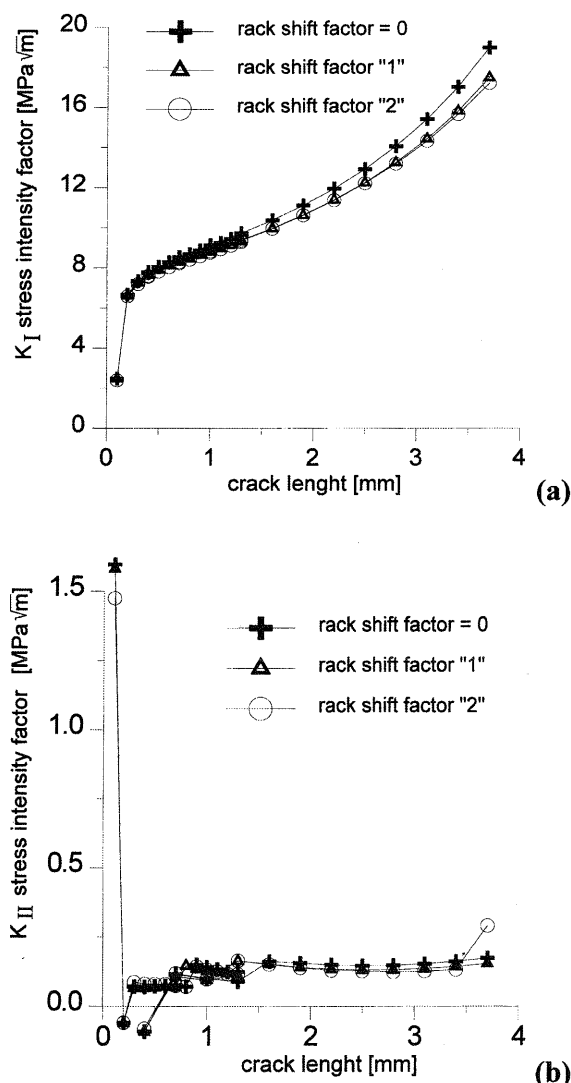 K_I stress intensity factor [MPa√m]
20
16
12
8
4
0
rack shift factor = 0
rack shift factor "1"
rack shift factor "2"
0
1
2
3
4
crack lenght [mm]
(a)
K_II stress intensity factor [MPa√m]
1.5
1.0
0.5
0.0
rack shift factor = 0
rack shift factor "1"
rack shift factor "2"
0
1
2
3
4
crack lenght [mm]
(b)